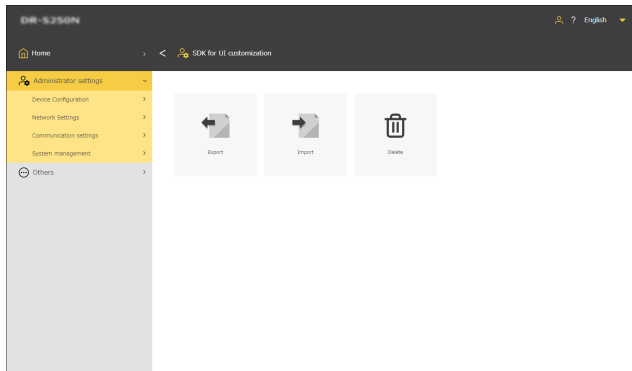 DR-S250N
? English
Home
SDK for UI customization
Administrator settings
Device Configuration
Network Settings
Communication settings
System management
Others
Export
Import
Delete